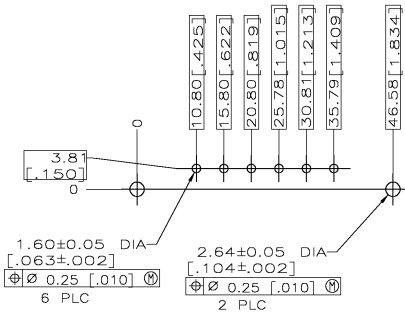 10.80[.425]
15.80[.622]
20.80[.819]
25.78[1.015]
30.81[1.213]
35.79[1.409]
46.58[1.834]
0
3.81
[.150]
0
1.60±0.05 DIA
[.063±.002]
⌖ ⌀ 0.25 [.010] Ⓜ
6 PLC
2.64±0.05 DIA
[.104±.002]
⌖ ⌀ 0.25 [.010] Ⓜ
2 PLC